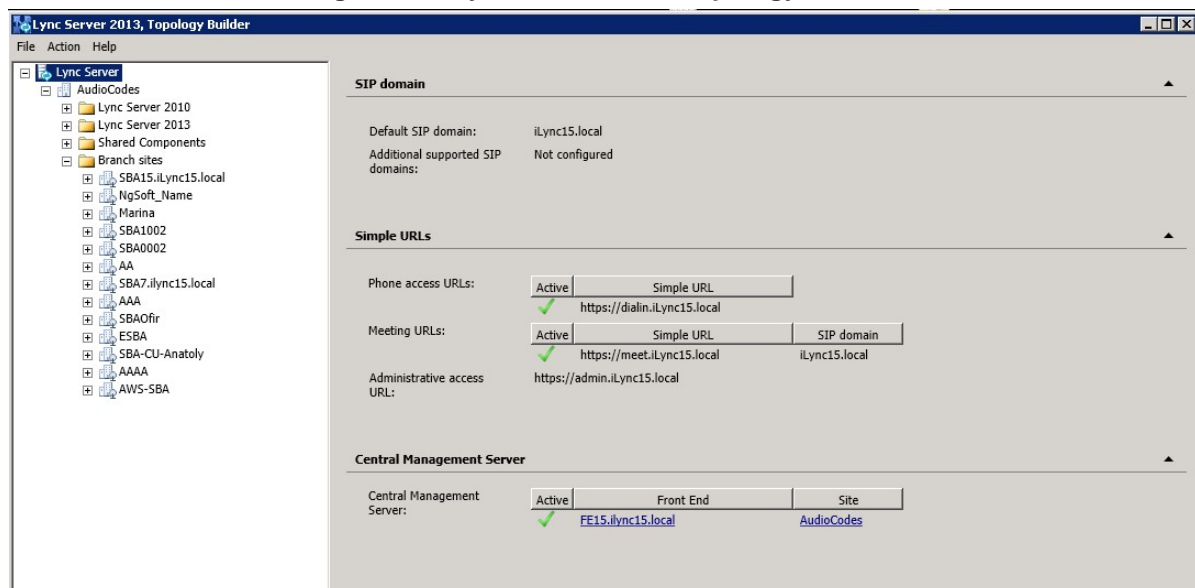 Lync Server 2013, Topology Builder
File Action Help
Lync Server
AudioCodes
Lync Server 2010
Lync Server 2013
Shared Components
Branch sites
SBA15.iLync15.local
NgSoft_Name
Marina
SBA1002
SBA0002
AA
SBA7.ilync15.local
AAA
SBAOfir
ESBA
SBA-CU-Anatoly
AAAA
AWS-SBA
SIP domain
Default SIP domain: iLync15.local
Additional supported SIP Not configured
domains:
Simple URLs
Phone access URLs: Active Simple URL
https://dialin.iLync15.local
Meeting URLs: Active Simple URL SIP domain
https://meet.iLync15.local iLync15.local
Administrative access https://admin.iLync15.local
URL:
Central Management Server
Central Management Active Front End Site
Server: FE15.ilync15.local AudioCodes